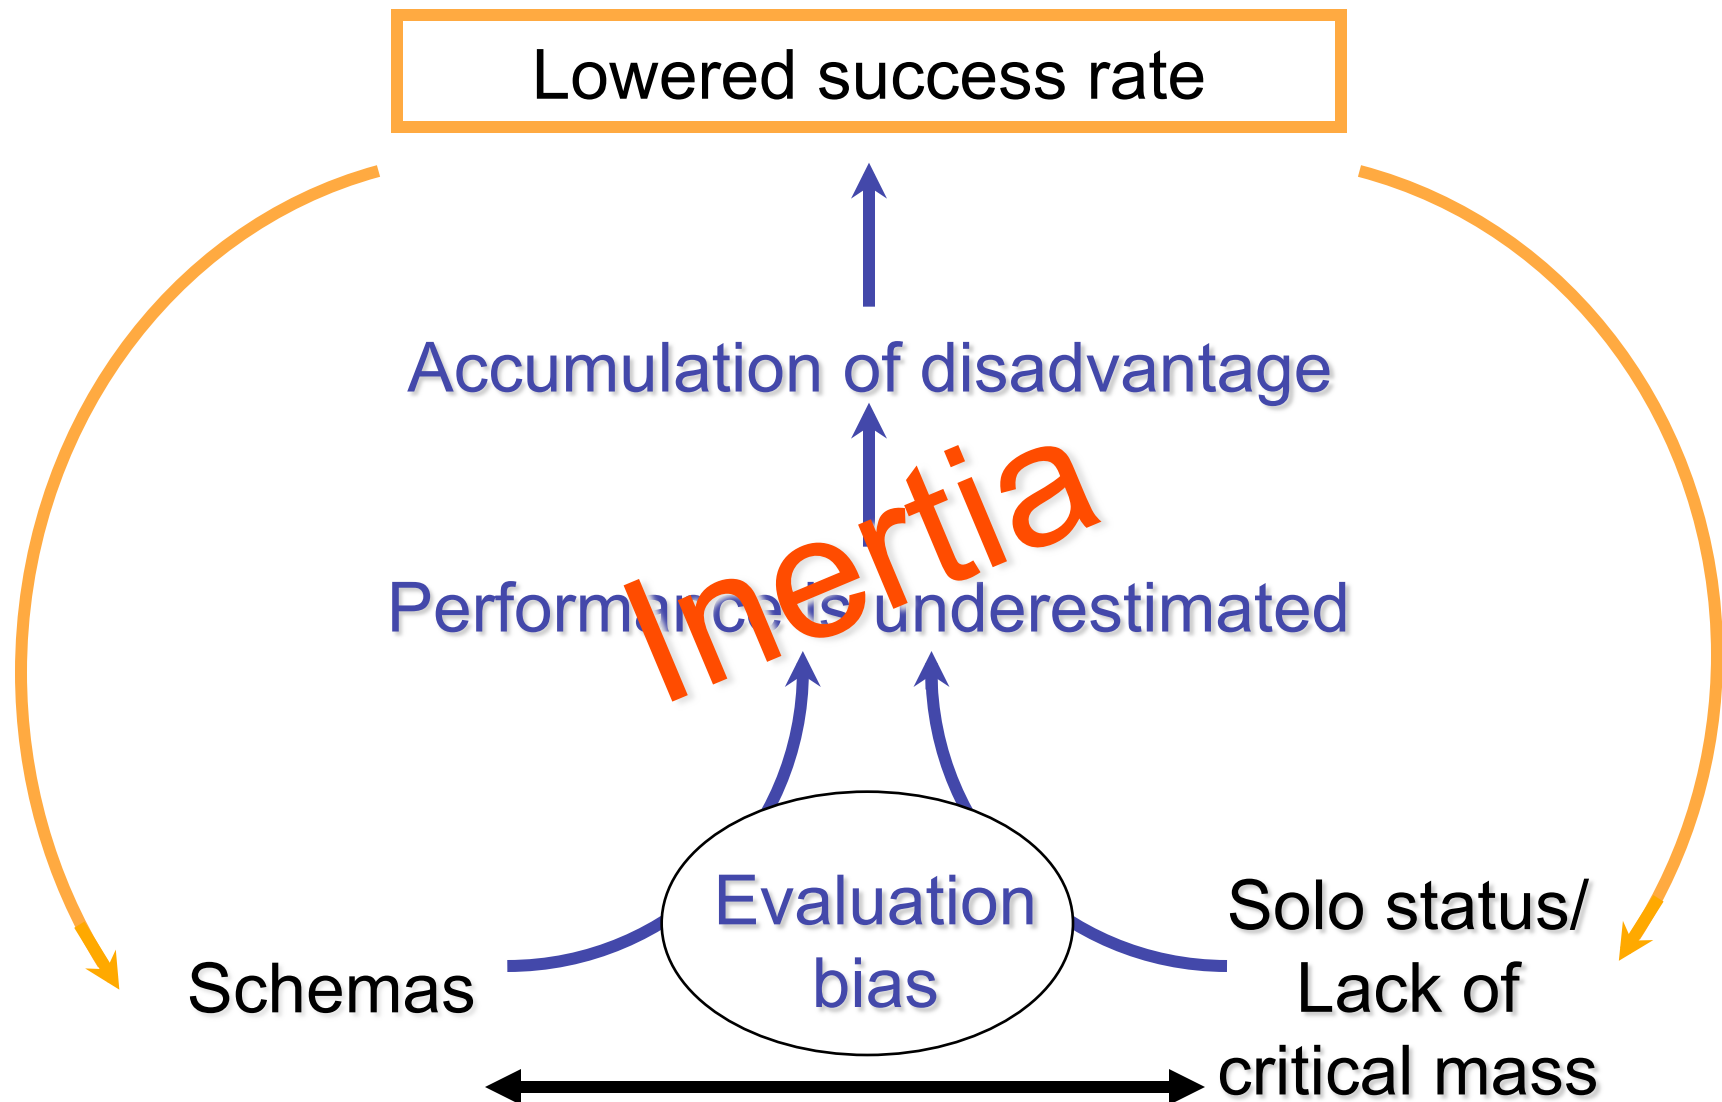 Lowered success rate
Accumulation of disadvantage
Inertia
Performance is underestimated
Evaluation
bias
Schemas
Solo status/
Lack of
critical mass